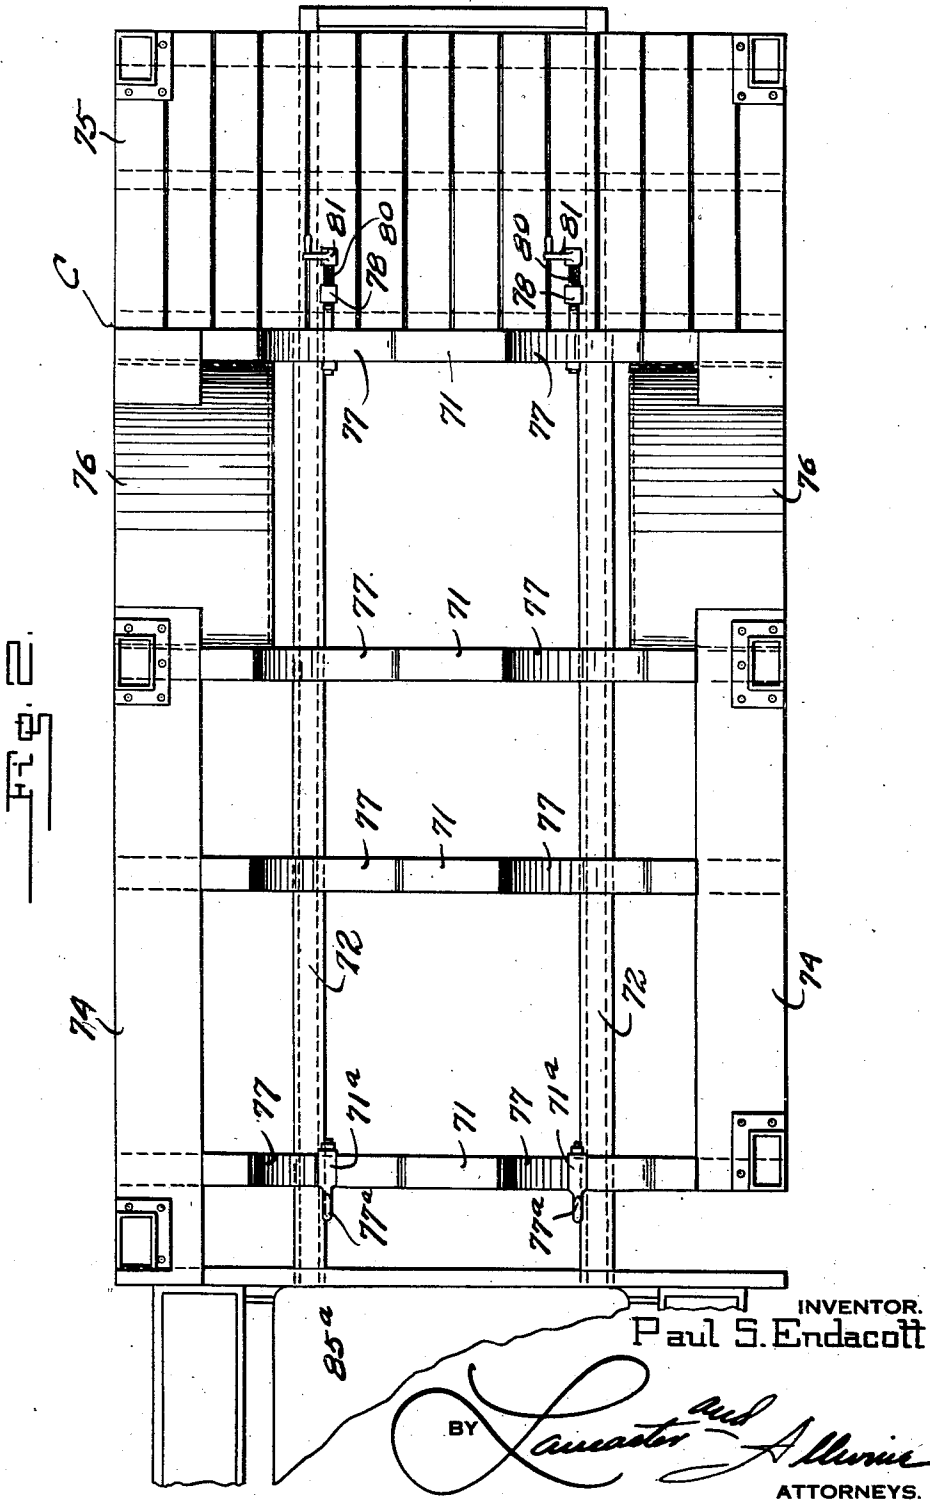 Fig. 2.
75
C
81
80
78
80
81
78
77
71
77
76
76
77
71
77
77
71
77
72
72
74
74
77
71a
71
77
71a
77a
77a
85a
INVENTOR.
Paul S. Endacott
BY Lancaster and Allwine
ATTORNEYS.